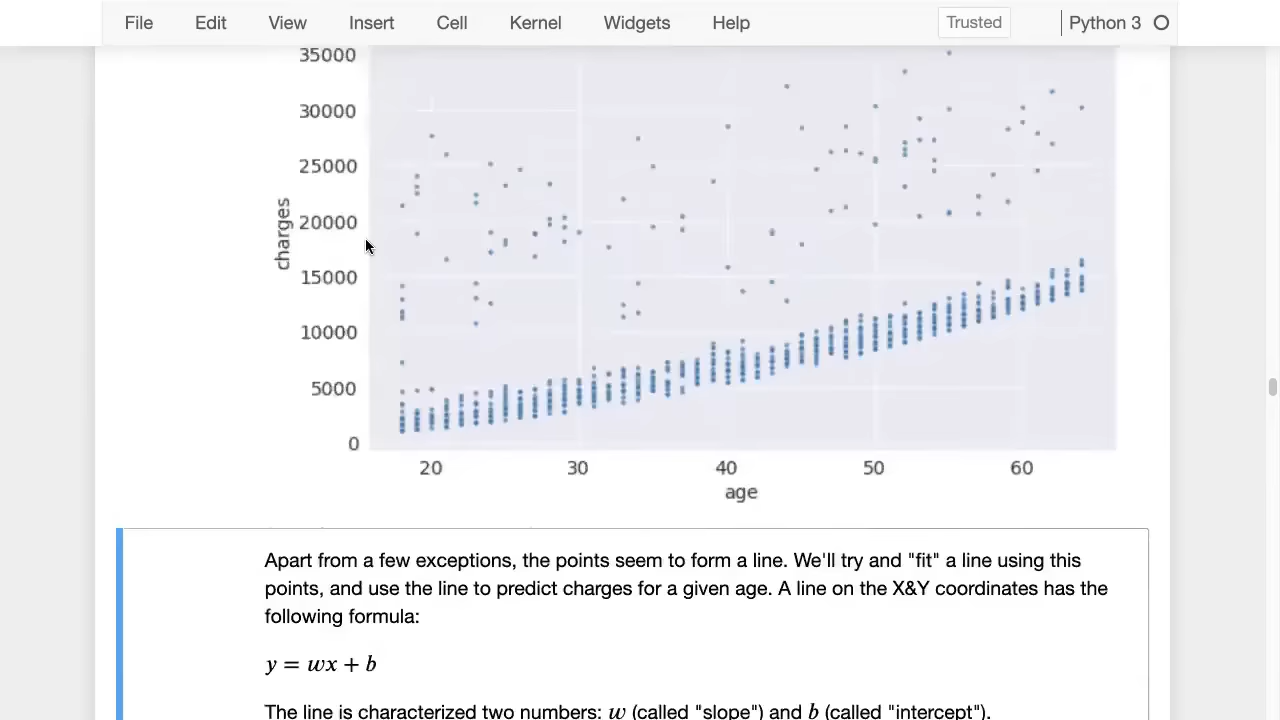 File Edit View Insert Cell Kernel Widgets Help Trusted Python 3
35000
30000
25000
20000
15000
10000
5000
0
charges
20 30 40 50 60
age
Apart from a few exceptions, the points seem to form a line. We'll try and "fit" a line using this
points, and use the line to predict charges for a given age. A line on the X&Y coordinates has the
following formula:
y = wx + b
The line is characterized two numbers: w (called "slope") and b (called "intercept").